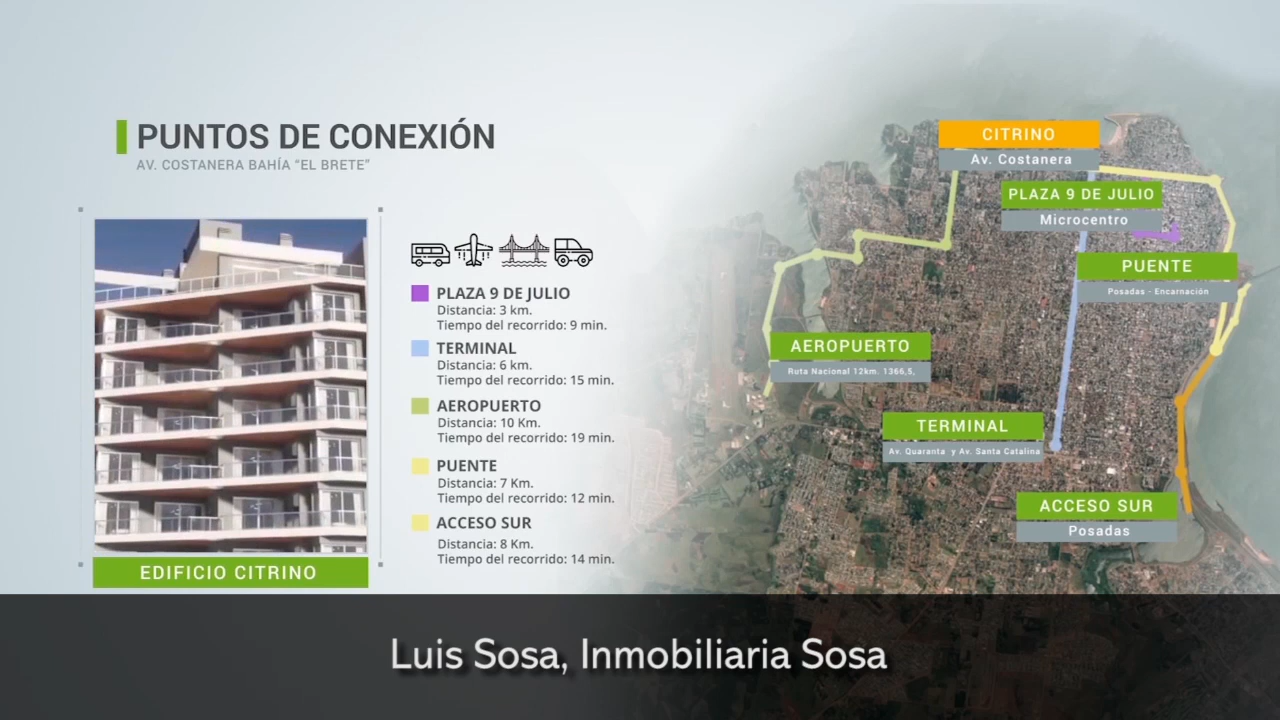 PUNTOS DE CONEXIÓN
AV. COSTANERA BAHÍA “EL BRETE”
EDIFICIO CITRINO
PLAZA 9 DE JULIO
Distancia: 3 km.
Tiempo del recorrido: 9 min.
TERMINAL
Distancia: 6 km.
Tiempo del recorrido: 15 min.
AEROPUERTO
Distancia: 10 Km.
Tiempo del recorrido: 19 min.
PUENTE
Distancia: 7 Km.
Tiempo del recorrido: 12 min.
ACCESO SUR
Distancia: 8 Km.
Tiempo del recorrido: 14 min.
CITRINO
Av. Costanera
PLAZA 9 DE JULIO
Microcentro
PUENTE
Posadas - Encarnación
AEROPUERTO
Ruta Nacional 12km. 1366,5,
TERMINAL
Av. Quaranta y Av. Santa Catalina
ACCESO SUR
Posadas
Luis Sosa, Inmobiliaria Sosa